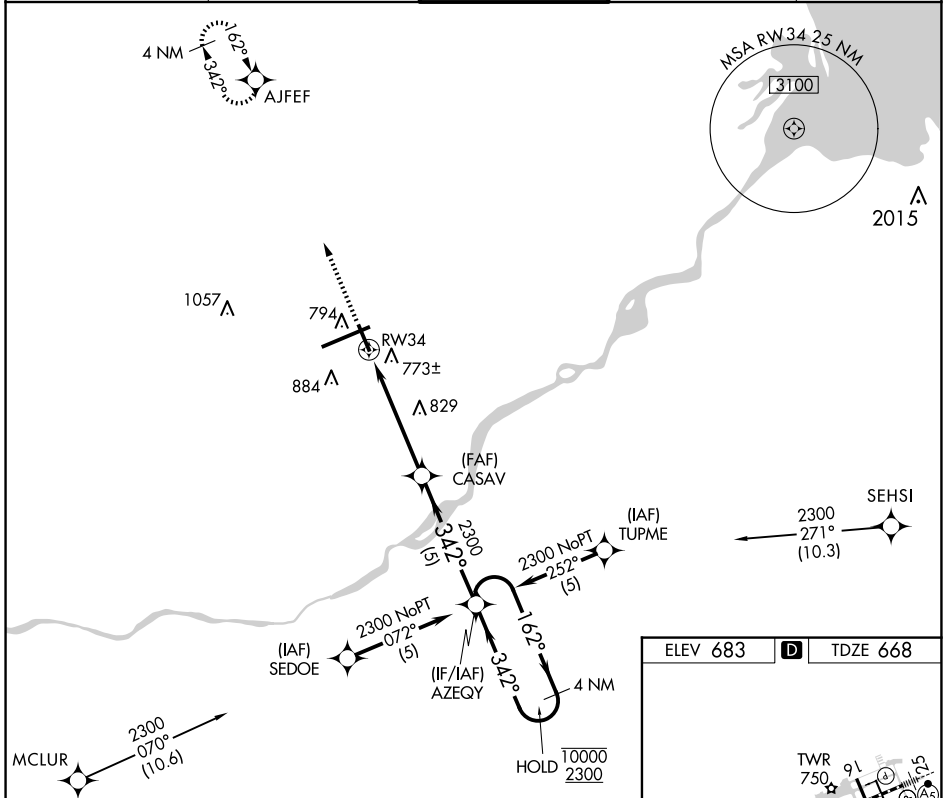 4 NM
162°
342°
AJFEF
MSA RW34 25 NM
3100
2015
1057
794
RW34
773±
884
829
(FAF)
CASAV
2300
342°
(5)
(IAF)
TUPME
2300 NoPT
252°
(5)
SEHSI
2300
271°
(10.3)
2300 NoPT
072°
(5)
(IAF)
SEDOE
(IF/IAF)
AZEQY
162°
342°
4 NM
HOLD
10000
2300
MCLUR
2300
070°
(10.6)
ELEV 683
D
TDZE 668
TWR
750
16
25
P
A5